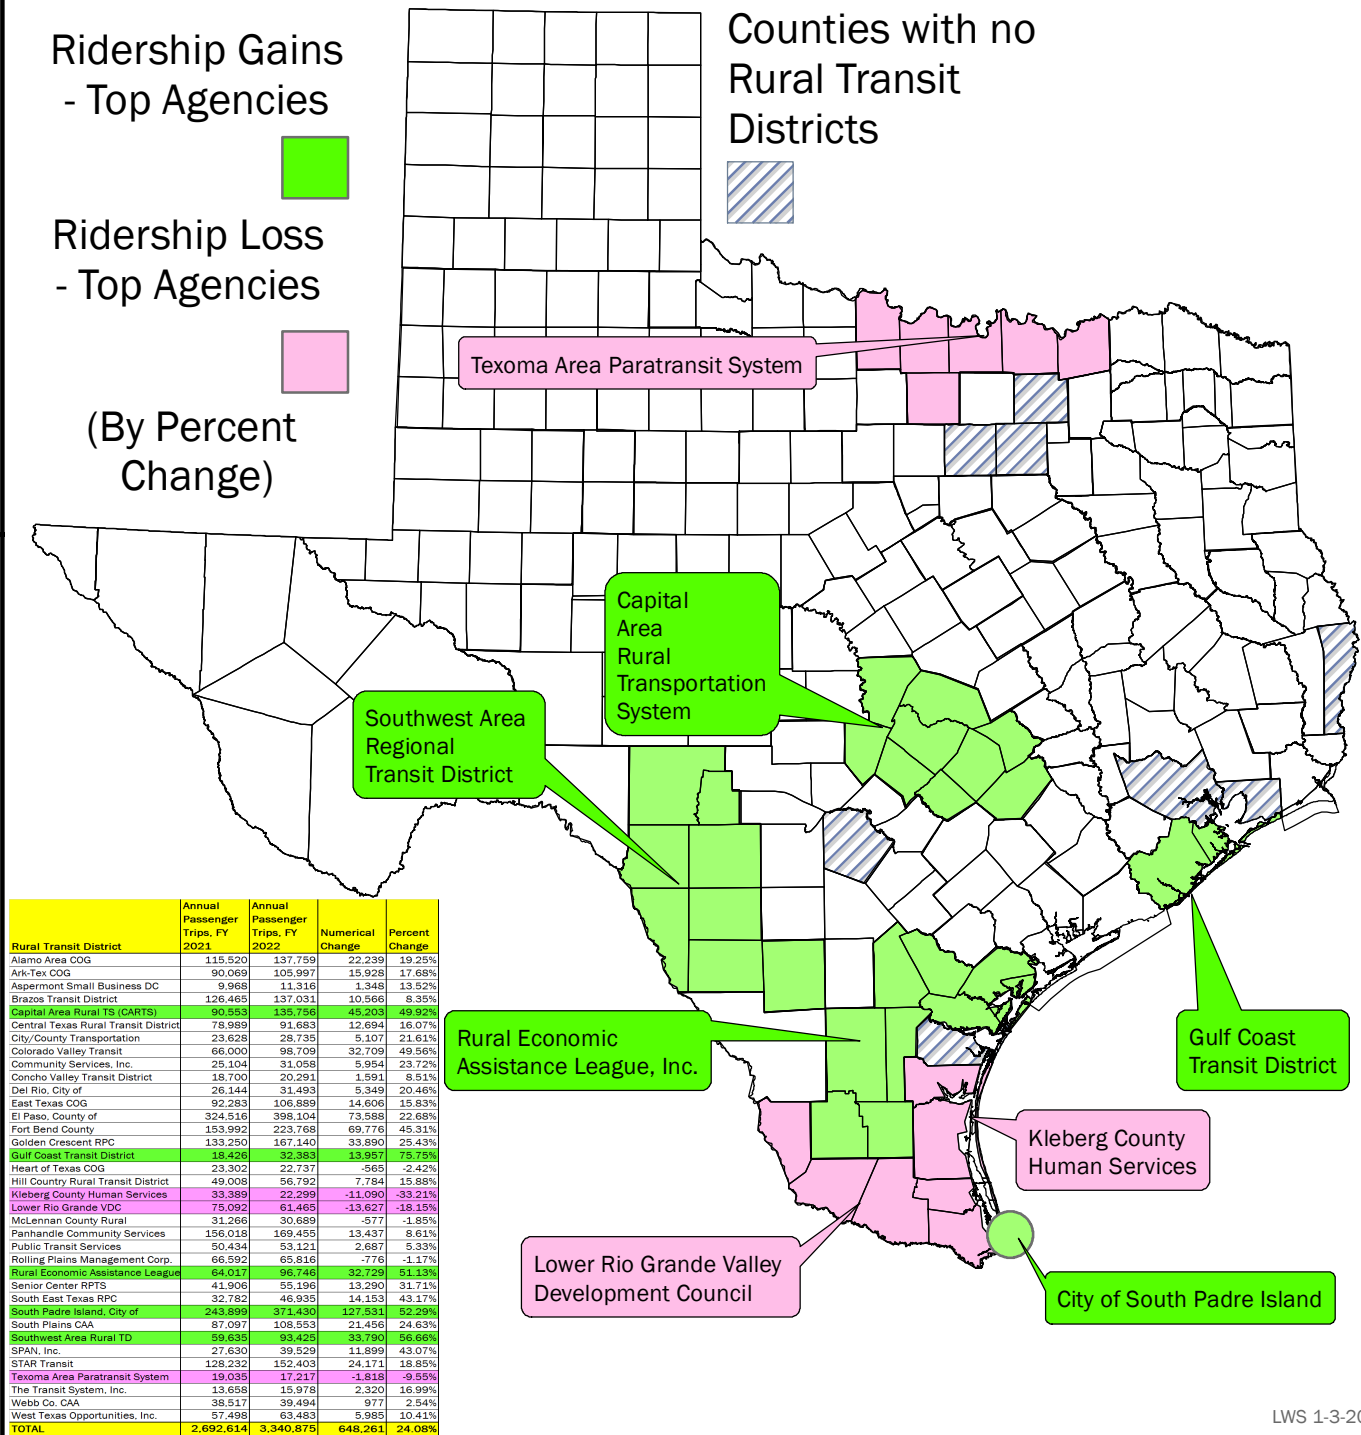 Ridership Gains
- Top Agencies
Ridership Loss
- Top Agencies
(By Percent
Change)
Counties with no
Rural Transit
Districts
Texoma Area Paratransit System
Capital
Area
Rural
Transportation
System
Southwest Area
Regional
Transit District
Rural Economic
Assistance League, Inc.
Gulf Coast
Transit District
Kleberg County
Human Services
Lower Rio Grande Valley
Development Council
City of South Padre Island
Rural Transit District Annual Passenger Trips, FY 2021 Annual Passenger Trips, FY 2022 Numerical Change Percent Change
Alamo Area COG 115,520 137,759 22,239 19.25%
Ark-Tex COG 90,069 105,997 15,928 17.68%
Aspermont Small Business DC 9,968 11,316 1,348 13.52%
Brazos Transit District 126,465 137,031 10,566 8.35%
Capital Area Rural TS (CARTS) 90,553 135,756 45,203 49.92%
Central Texas Rural Transit District 78,989 91,683 12,694 16.07%
City/County Transportation 23,628 28,735 5,107 21.61%
Colorado Valley Transit 66,000 98,709 32,709 49.56%
Community Services, Inc. 25,104 31,058 5,954 23.72%
Concho Valley Transit District 18,700 20,291 1,591 8.51%
Del Rio, City of 26,144 31,493 5,349 20.46%
East Texas COG 92,283 106,889 14,606 15.83%
El Paso, County of 324,516 398,104 73,588 22.68%
Fort Bend County 153,992 223,768 69,776 45.31%
Golden Crescent RPC 133,250 167,140 33,890 25.43%
Gulf Coast Transit District 18,426 32,383 13,957 75.75%
Heart of Texas COG 23,302 22,737 -565 -2.42%
Hill Country Rural Transit District 49,008 56,792 7,784 15.88%
Kleberg County Human Services 33,389 22,299 -11,090 -33.21%
Lower Rio Grande VDC 75,092 61,465 -13,627 -18.15%
McLennan County Rural 31,266 30,689 -577 -1.85%
Panhandle Community Services 156,018 169,455 13,437 8.61%
Public Transit Services 50,434 53,121 2,687 5.33%
Rolling Plains Management Corp. 66,592 65,816 -776 -1.17%
Rural Economic Assistance League 64,017 96,746 32,729 51.13%
Senior Center RPTS 41,906 55,196 13,290 31.71%
South East Texas RPC 32,782 46,935 14,153 43.17%
South Padre Island, City of 243,899 371,430 127,531 52.29%
South Plains CAA 87,097 108,553 21,456 24.63%
Southwest Area Rural TD 59,635 93,425 33,790 56.66%
SPAN, Inc. 27,630 39,529 11,899 43.07%
STAR Transit 128,232 152,403 24,171 18.85%
Texoma Area Paratransit System 19,035 17,217 -1,818 -9.55%
The Transit System, Inc. 13,658 15,978 2,320 16.99%
Webb Co. CAA 38,517 39,494 977 2.54%
West Texas Opportunities, Inc. 57,498 63,483 5,985 10.41%
TOTAL 2,692,614 3,340,875 648,261 24.08%
LWS 1-3-20